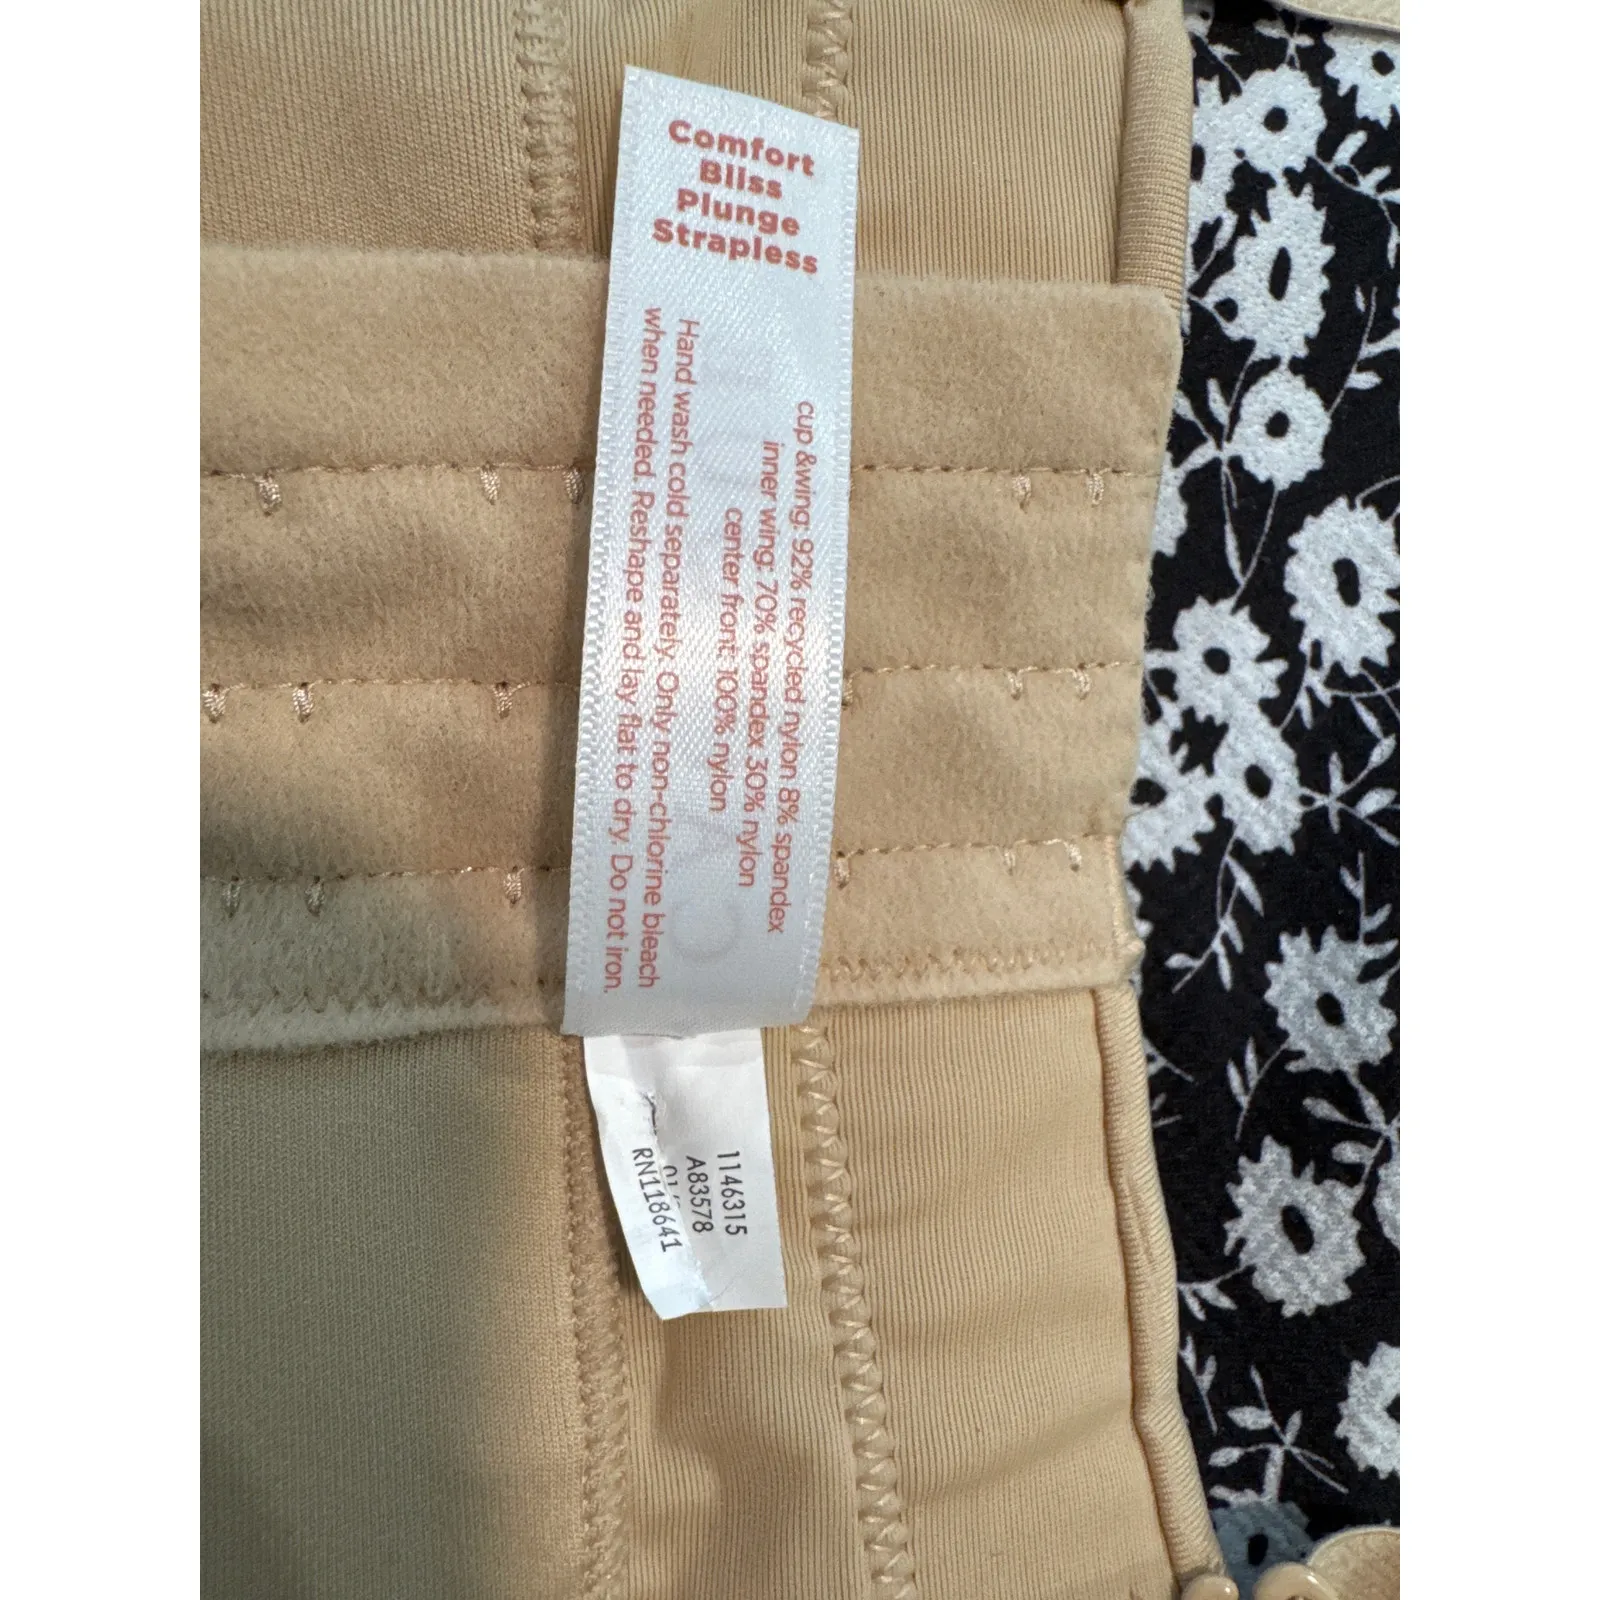 Comfort
Bliss
Plunge
Strapless
cup &wing: 92% recycled nylon 8% spandex
inner wing: 70% spandex 30% nylon
center front: 100% nylon
Hand wash cold separately. Only non-chlorine bleach
when needed. Reshape and lay flat to dry. Do not iron.
1146315
A83578
RN118641